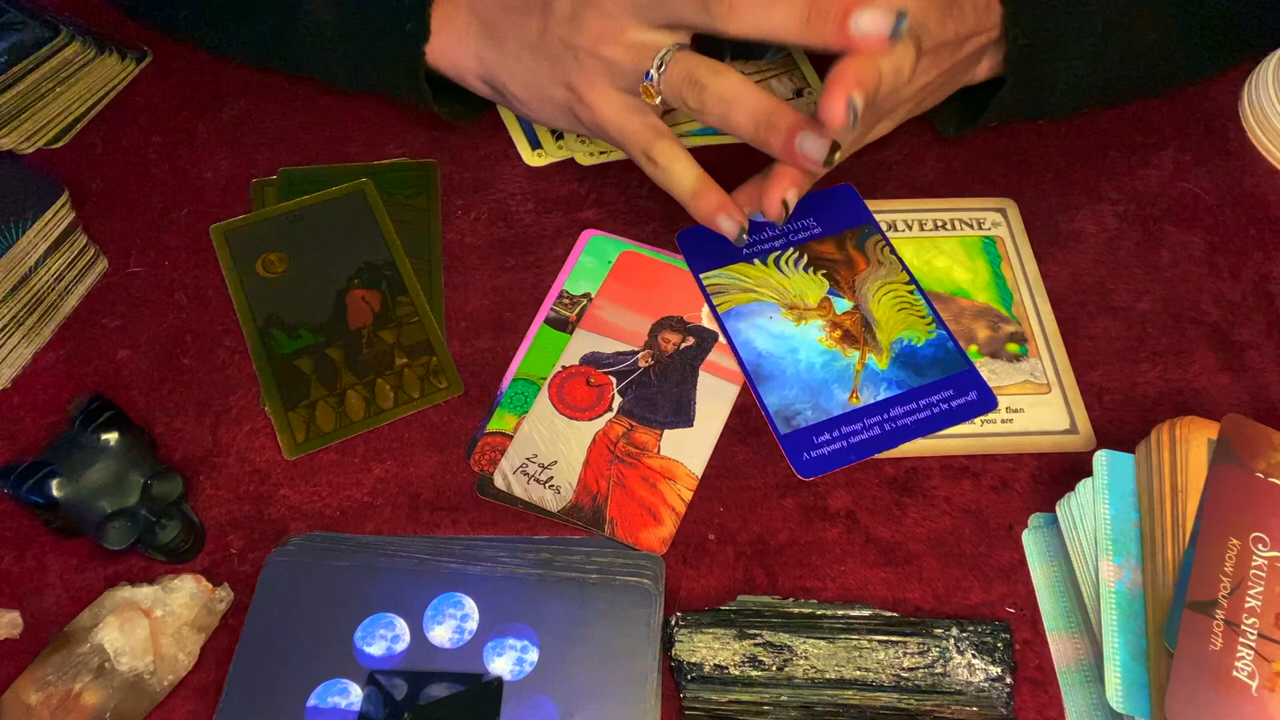 Awakening
Archangel Gabriel
OLVERINE
Look at things from a different perspective.
A temporary standstill. It's important to be yourself!
than
you are
2 of
Pentacles
SKUNK SPIRIT
Know your worth.